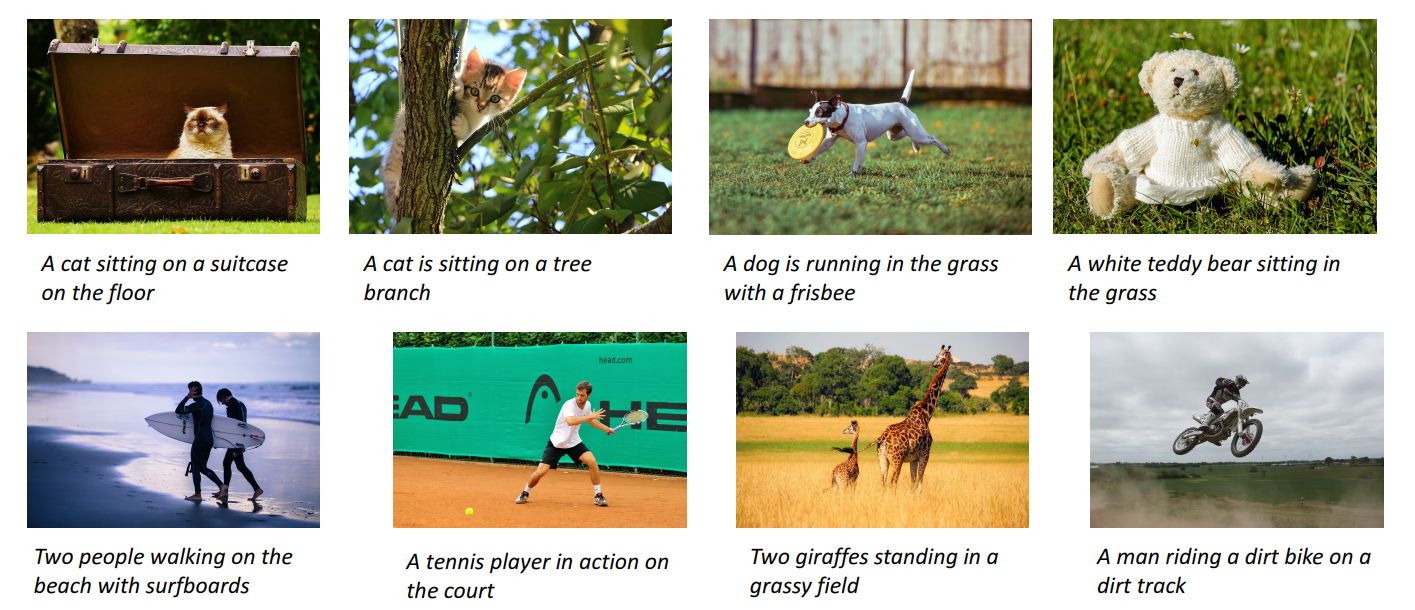 A cat sitting on a suitcase
on the floor
A cat is sitting on a tree
branch
A dog is running in the grass
with a frisbee
A white teddy bear sitting in
the grass
head.com
EAD
HE
Two people walking on the
beach with surfboards
A tennis player in action on
the court
Two giraffes standing in a
grassy field
A man riding a dirt bike on a
dirt track